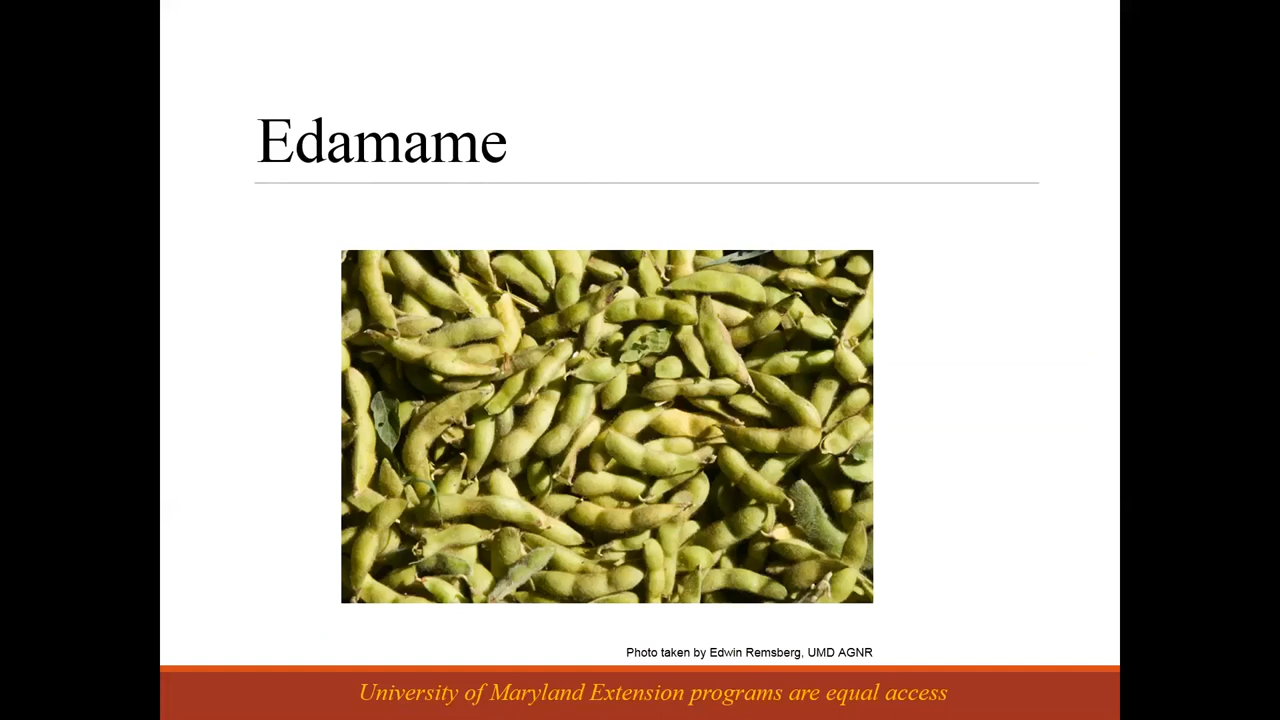 Edamame
Photo taken by Edwin Remsberg, UMD AGNR
University of Maryland Extension programs are equal access